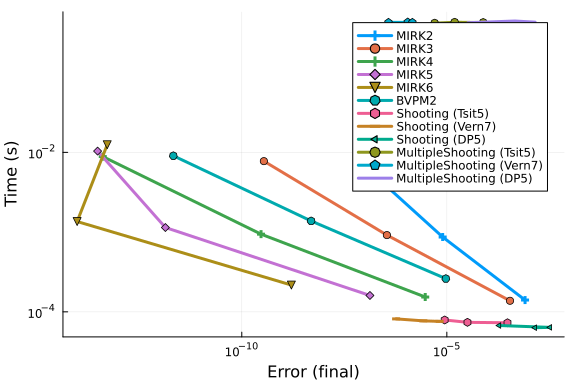 MIRK2
MIRK3
MIRK4
MIRK5
MIRK6
BVPM2
Shooting (Tsit5)
Shooting (Vern7)
Shooting (DP5)
MultipleShooting (Tsit5)
MultipleShooting (Vern7)
MultipleShooting (DP5)
Time (s)
10⁻²
10⁻⁴
10⁻¹⁰ 10⁻⁵
Error (final)